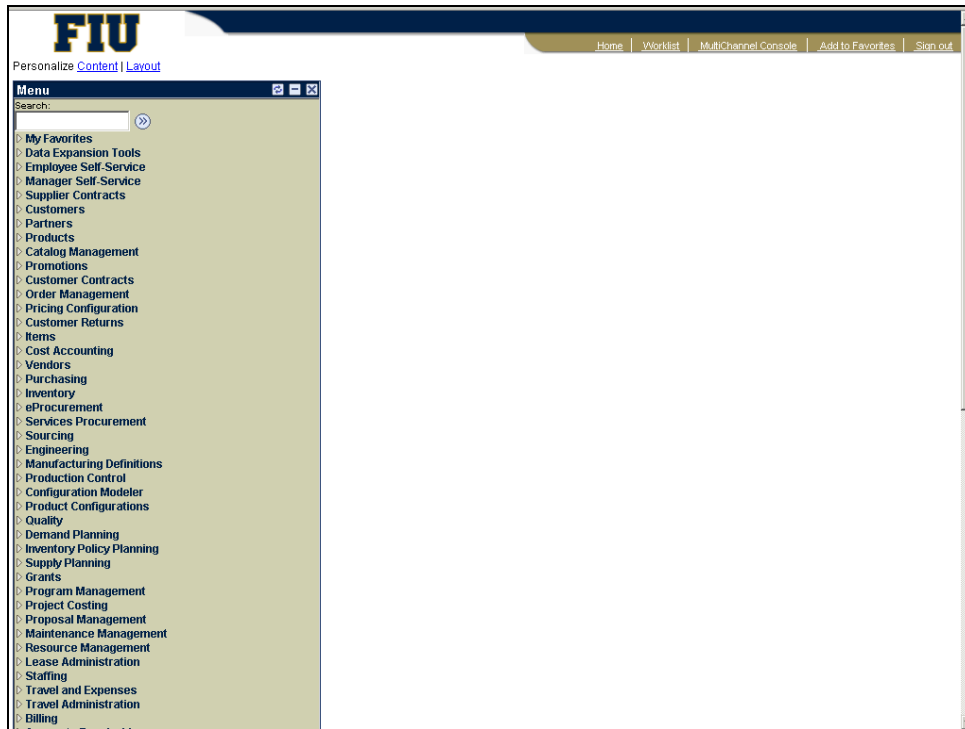 FIU
Home | Worklist | MultiChannel Console | Add to Favorites | Sign out
Personalize Content | Layout
Menu
Search:
My Favorites
Data Expansion Tools
Employee Self-Service
Manager Self-Service
Supplier Contracts
Customers
Partners
Products
Catalog Management
Promotions
Customer Contracts
Order Management
Pricing Configuration
Customer Returns
Items
Cost Accounting
Vendors
Purchasing
Inventory
eProcurement
Services Procurement
Sourcing
Engineering
Manufacturing Definitions
Production Control
Configuration Modeler
Product Configurations
Quality
Demand Planning
Inventory Policy Planning
Supply Planning
Grants
Program Management
Project Costing
Proposal Management
Maintenance Management
Resource Management
Lease Administration
Staffing
Travel and Expenses
Travel Administration
Billing